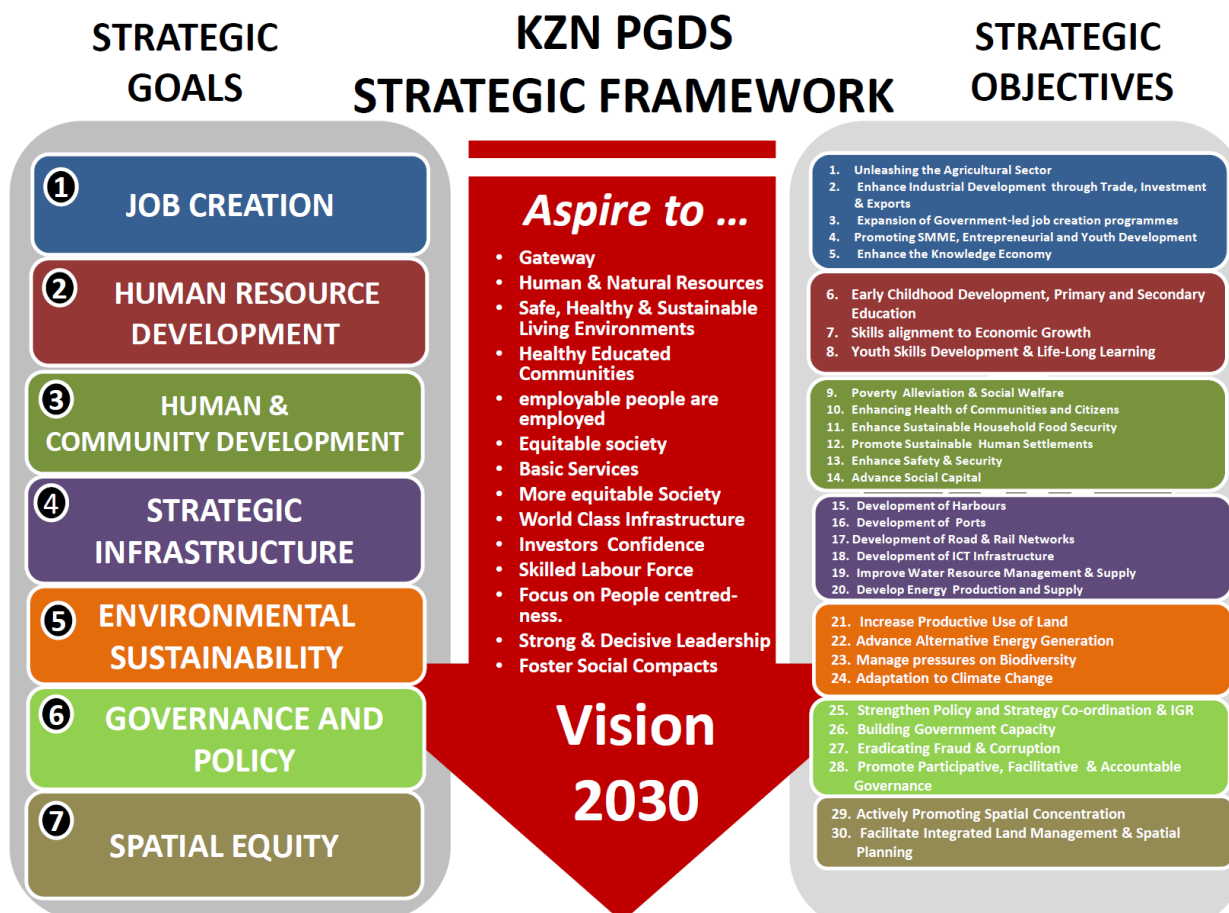 STRATEGIC
GOALS
KZN PGDS
STRATEGIC FRAMEWORK
STRATEGIC
OBJECTIVES
1
JOB CREATION
2
HUMAN RESOURCE
DEVELOPMENT
3
HUMAN &
COMMUNITY DEVELOPMENT
4
STRATEGIC
INFRASTRUCTURE
5
ENVIRONMENTAL
SUSTAINABILITY
6
GOVERNANCE AND
POLICY
7
SPATIAL EQUITY
Aspire to ...
• Gateway
• Human & Natural Resources
• Safe, Healthy & Sustainable
Living Environments
• Healthy Educated
Communities
• employable people are
employed
• Equitable society
• Basic Services
• More equitable Society
• World Class Infrastructure
• Investors Confidence
• Skilled Labour Force
• Focus on People centred-
ness.
• Strong & Decisive Leadership
• Foster Social Compacts
Vision
2030
1. Unleashing the Agricultural Sector
2. Enhance Industrial Development through Trade, Investment
& Exports
3. Expansion of Government-led job creation programmes
4. Promoting SMME, Entrepreneurial and Youth Development
5. Enhance the Knowledge Economy
6. Early Childhood Development, Primary and Secondary
Education
7. Skills alignment to Economic Growth
8. Youth Skills Development & Life-Long Learning
9. Poverty Alleviation & Social Welfare
10. Enhancing Health of Communities and Citizens
11. Enhance Sustainable Household Food Security
12. Promote Sustainable Human Settlements
13. Enhance Safety & Security
14. Advance Social Capital
15. Development of Harbours
16. Development of Ports
17. Development of Road & Rail Networks
18. Development of ICT Infrastructure
19. Improve Water Resource Management & Supply
20. Develop Energy Production and Supply
21. Increase Productive Use of Land
22. Advance Alternative Energy Generation
23. Manage pressures on Biodiversity
24. Adaptation to Climate Change
25. Strengthen Policy and Strategy Co-ordination & IGR
26. Building Government Capacity
27. Eradicating Fraud & Corruption
28. Promote Participative, Facilitative & Accountable
Governance
29. Actively Promoting Spatial Concentration
30. Facilitate Integrated Land Management & Spatial
Planning